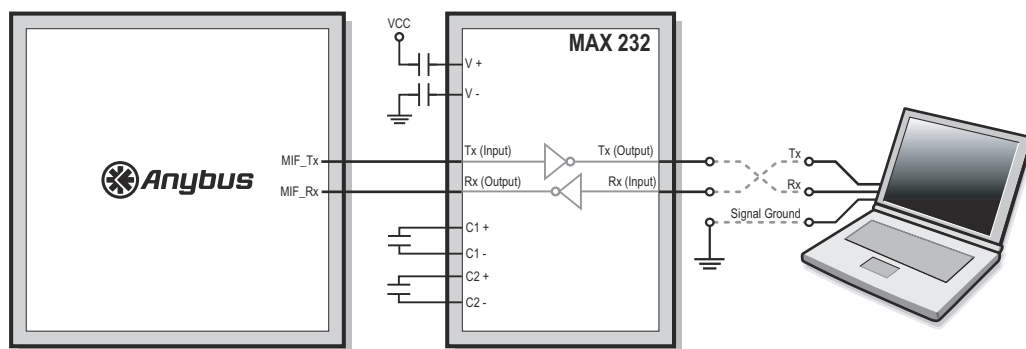 VCC
MAX 232
V +
V -
MIF_Tx
Tx (Input)
Tx (Output)
Tx
Anybus
MIF_Rx
Rx (Output)
Rx (Input)
Rx
Signal Ground
C1 +
C1 -
C2 +
C2 -